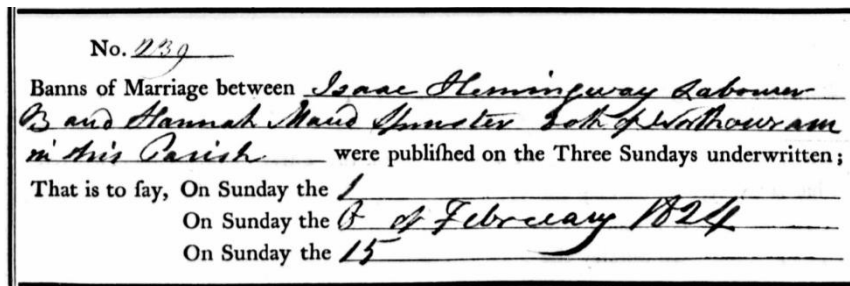 No. 239
Banns of Marriage between Isaac Hemingway Labourer
B and Hannah Maud Spinster both of Northowram
in this Parish were publiſhed on the Three Sundays underwritten;
That is to ſay, On Sunday the 1
On Sunday the 8 of February 1824
On Sunday the 15